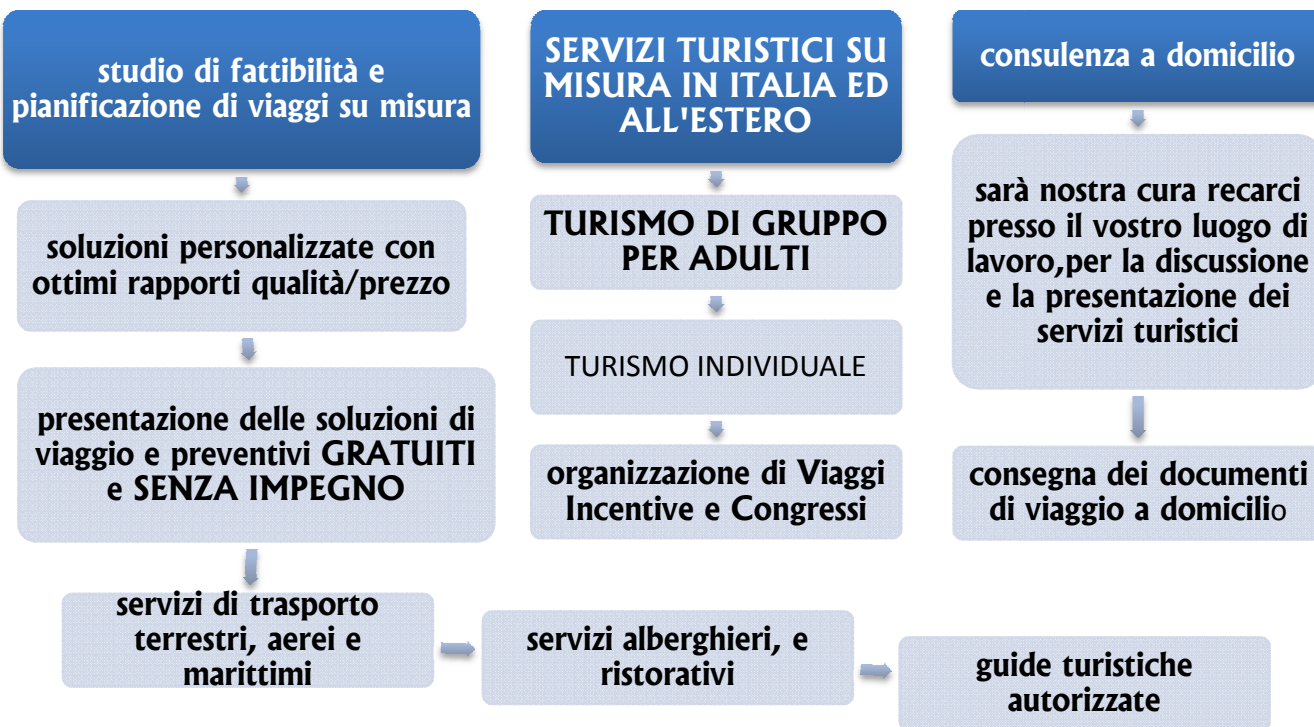 studio di fattibilità e
pianificazione di viaggi su misura
soluzioni personalizzate con
ottimi rapporti qualità/prezzo
presentazione delle soluzioni di
viaggio e preventivi GRATUITI
e SENZA IMPEGNO
servizi di trasporto
terrestri, aerei e
marittimi
servizi alberghieri, e
ristorativi
guide turistiche
autorizzate
SERVIZI TURISTICI SU
MISURA IN ITALIA ED
ALL'ESTERO
TURISMO DI GRUPPO
PER ADULTI
TURISMO INDIVIDUALE
organizzazione di Viaggi
Incentive e Congressi
consulenza a domicilio
sarà nostra cura recarci
presso il vostro luogo di
lavoro,per la discussione
e la presentazione dei
servizi turistici
consegna dei documenti
di viaggio a domicilio